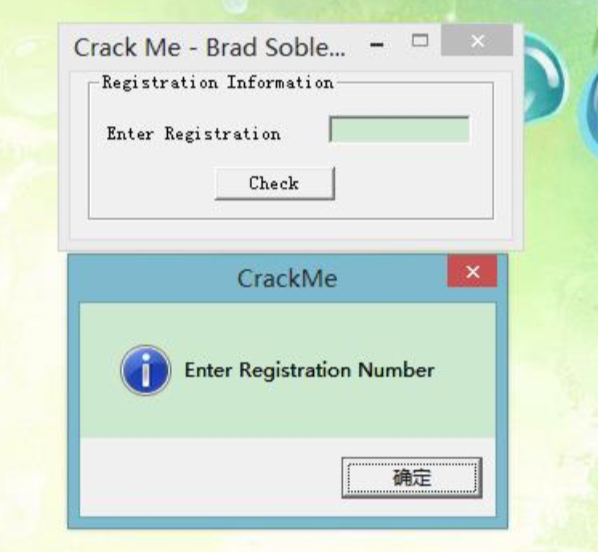 Crack Me - Brad Soble...
Registration Information
Enter Registration
Check
CrackMe
Enter Registration Number
确定